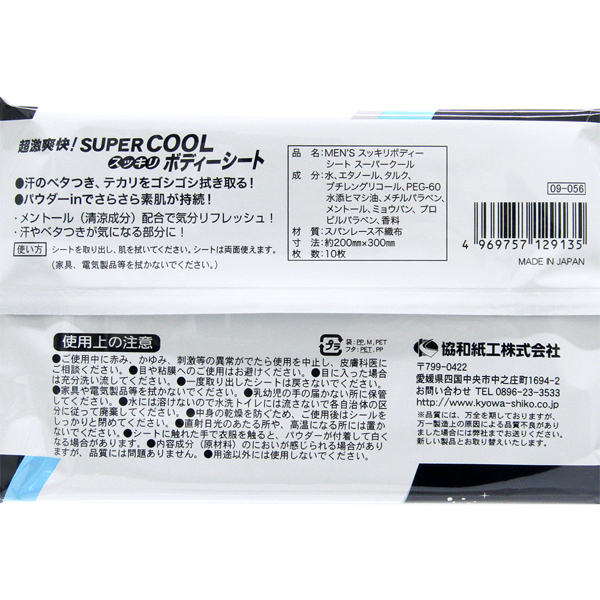 超激爽快! SUPER COOL
スッキリ ボディーシート
●汗のベタつき、テカリをゴシゴシ拭き取る!
●パウダーinでさらさら素肌が持続!
・メントール(清涼成分)配合で気分リフレッシュ!
・汗やベタつきが気になる部分に!
使い方 シートを取り出し、肌を拭いてください。シートは両面使えます。
(家具、電気製品等を拭かないでください。)
品名:MEN'S スッキリボディー
シート スーパークール
成分:水、エタノール、タルク、
ブチレングリコール、PEG-60
水添ヒマシ油、メチルパラベン、
メントール、ミョウバン、プロ
ピルパラベン、香料
材質:スパンレース不織布
寸法:約200mm×300mm
枚数:10枚
09-056
4 969757 129135
MADE IN JAPAN
使用上の注意
プラ
袋:PP, M, PET
フタ:PET, PP
●ご使用中に赤み、かゆみ、刺激等の異常がでたら使用を中止し、皮膚科医に
ご相談ください。●目や粘膜へのご使用はお避けください。●目に入った場合
は充分洗い流してください。●一度取り出したシートは戻さないでください。
●家具や電気製品等を拭かないでください。●乳幼児の手の届かない所に保管
してください。●水に溶けないので水洗トイレには流さないで各自治体の区
分に従って廃棄してください。●中身の乾燥を防ぐため、ご使用後はシールを
しっかりと閉めてください。●直射日光のあたる所や、高温になる所には置か
ないでください。●シートに触れた手で衣服を触ると、パウダーが付着して白く
なる場合があります。●内容成分(原材料)のにおいが感じられる場合があり
ますが、品質には問題ありません。●用途以外には使用しないでください。
協和紙工株式会社
〒799-0422
愛媛県四国中央市中之庄町1694-2
お問い合わせ TEL 0896-23-3533
http://www.kyowa-shiko.co.jp
※品質には、万全を期しておりますが、
万一製造上の原因による品質不良があり
ました場合には弊社までお送りください。
新しい製品とお取り替えいたします。